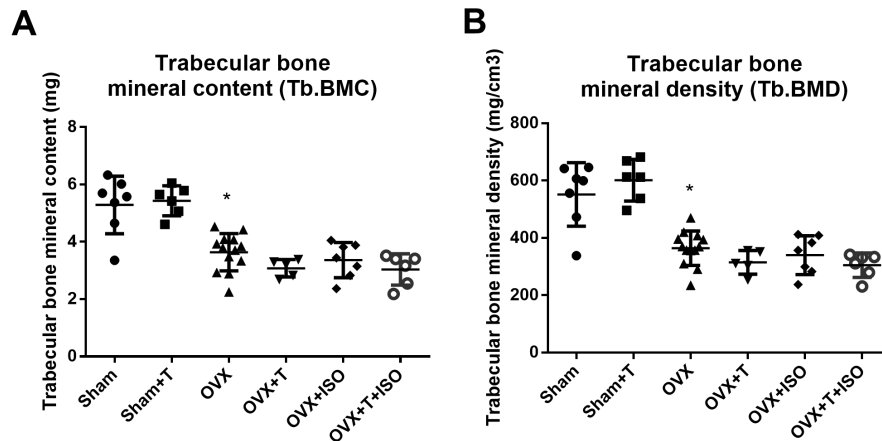 A
Trabecular bone
mineral content (Tb.BMC)
Trabecular bone mineral content (mg)
8
6
4
2
0
*
Sham
Sham+T
OVX
OVX+T
OVX+ISO
OVX+T+ISO
B
Trabecular bone
mineral density (Tb.BMD)
Trabecular bone mineral density (mg/cm3)
800
600
400
200
0
*
Sham
Sham+T
OVX
OVX+T
OVX+ISO
OVX+T+ISO